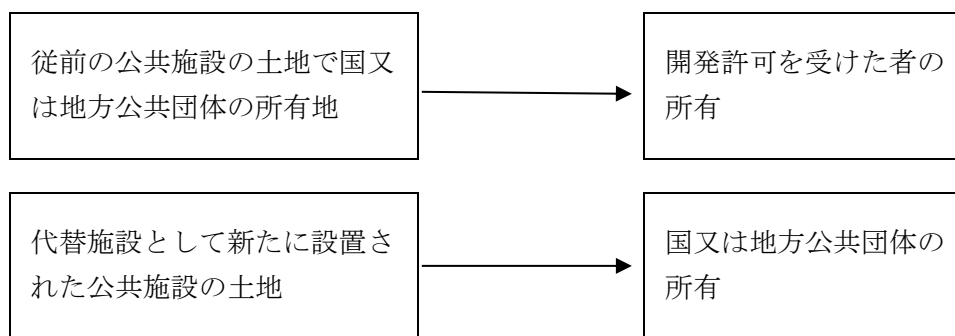 従前の公共施設の土地で国又
は地方公共団体の所有地
開発許可を受けた者の
所有
代替施設として新たに設置さ
れた公共施設の土地
国又は地方公共団体の
所有